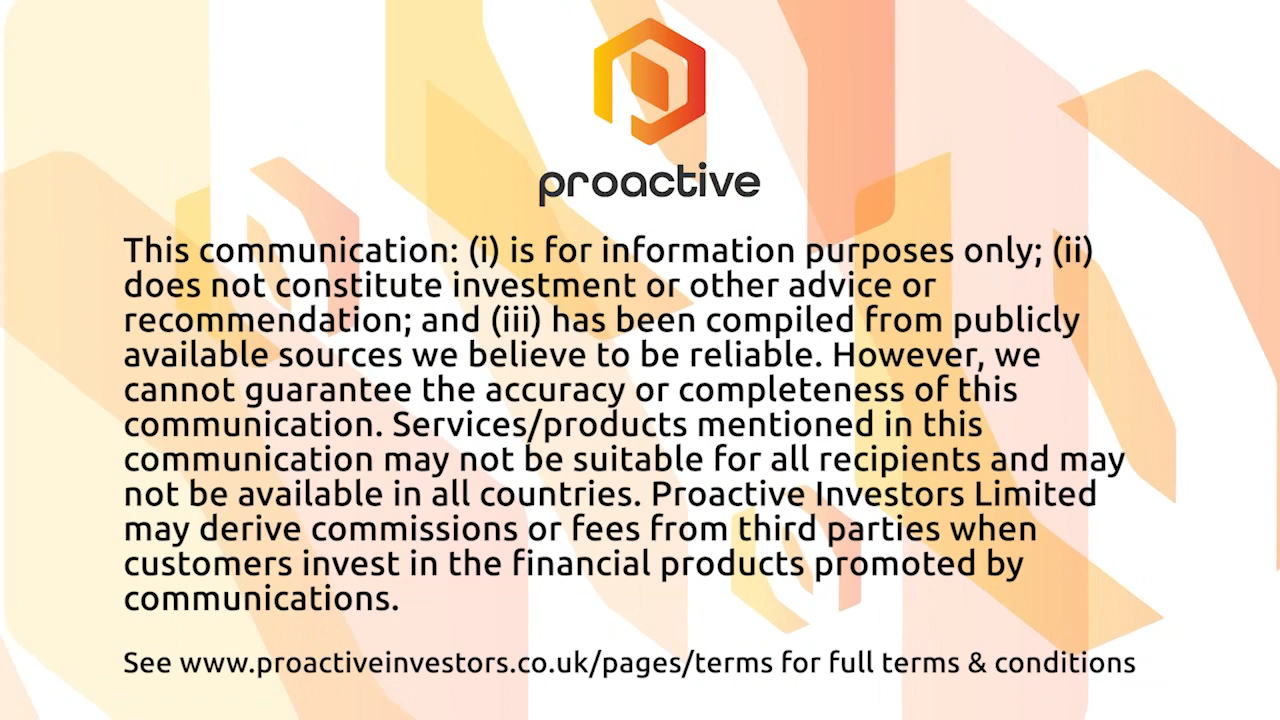 proactive
This communication: (i) is for information purposes only; (ii)
does not constitute investment or other advice or
recommendation; and (iii) has been compiled from publicly
available sources we believe to be reliable. However, we
cannot guarantee the accuracy or completeness of this
communication. Services/products mentioned in this
communication may not be suitable for all recipients and may
not be available in all countries. Proactive Investors Limited
may derive commissions or fees from third parties when
customers invest in the financial products promoted by
communications.
See www.proactiveinvestors.co.uk/pages/terms for full terms & conditions